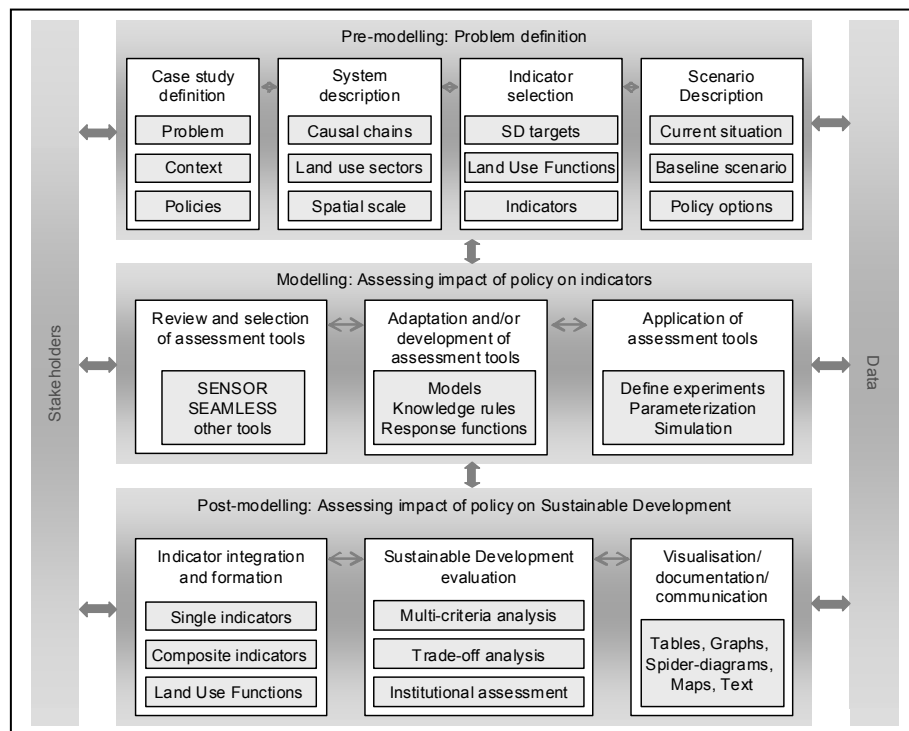 Pre-modelling: Problem definition
Case study
definition
Problem
Context
Policies
System
description
Causal chains
Land use sectors
Spatial scale
Indicator
selection
SD targets
Land Use Functions
Indicators
Scenario
Description
Current situation
Baseline scenario
Policy options
Stakeholders
Data
Modelling: Assessing impact of policy on indicators
Review and selection
of assessment tools
SENSOR
SEAMLESS
other tools
Adaptation and/or
development of
assessment tools
Models
Knowledge rules
Response functions
Application of
assessment tools
Define experiments
Parameterization
Simulation
Post-modelling: Assessing impact of policy on Sustainable Development
Indicator integration
and formation
Single indicators
Composite indicators
Land Use Functions
Sustainable Development
evaluation
Multi-criteria analysis
Trade-off analysis
Institutional assessment
Visualisation/
documentation/
communication
Tables, Graphs,
Spider-diagrams,
Maps, Text